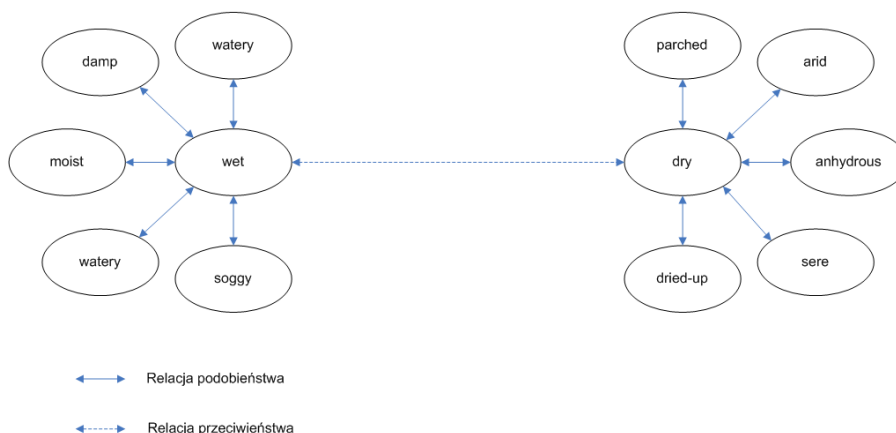 watery
parched
damp
arid
moist
wet
dry
anhydrous
watery
soggy
dried-up
sere
Relacja podobieństwa
Relacja przeciwieństwa